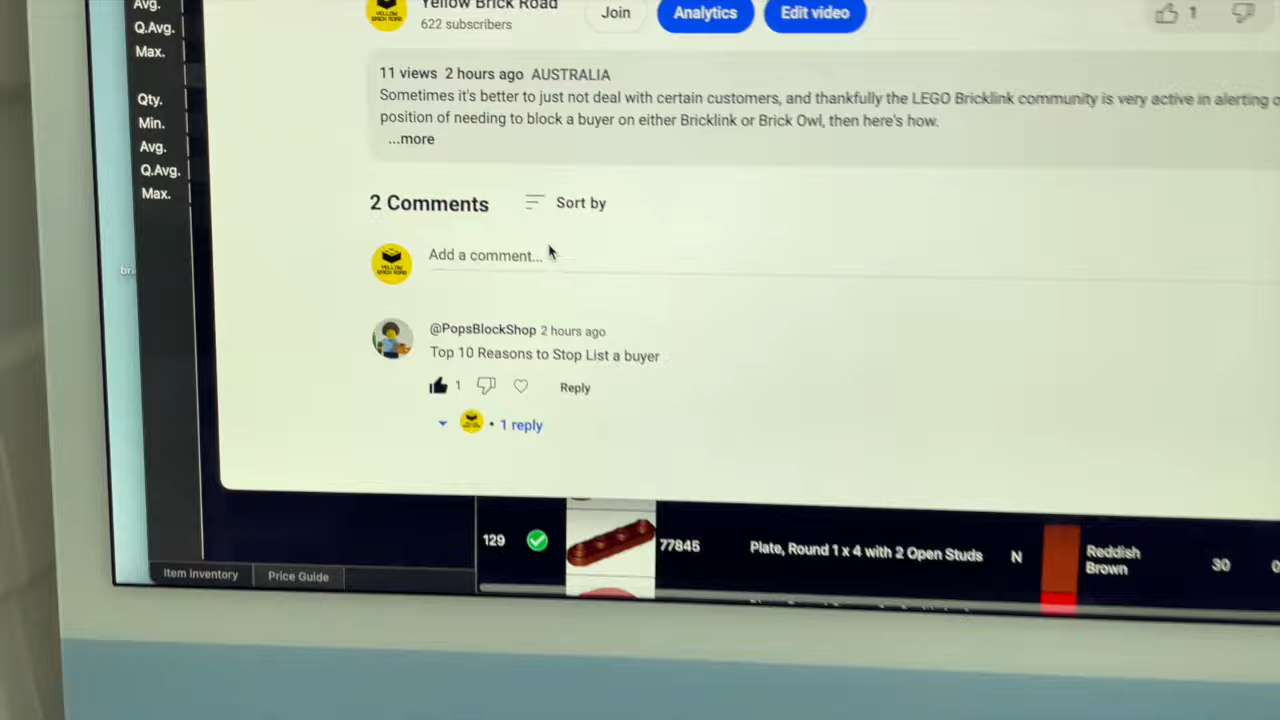 Avg.
Q.Avg.
Max.
Qty.
Min.
Avg.
Q.Avg.
Max.
Yellow Brick Road
622 subscribers
Join
Analytics
Edit video
1
11 views 2 hours ago AUSTRALIA
Sometimes it's better to just not deal with certain customers, and thankfully the LEGO Bricklink community is very active in alerting
position of needing to block a buyer on either Bricklink or Brick Owl, then here's how.
...more
2 Comments
Sort by
YELLOW
BRICK ROAD
Add a comment...
@PopsBlockShop 2 hours ago
Top 10 Reasons to Stop List a buyer
1
Reply
• 1 reply
129
77845
Plate, Round 1 x 4 with 2 Open Studs
N
Reddish
Brown
30
Item Inventory
Price Guide